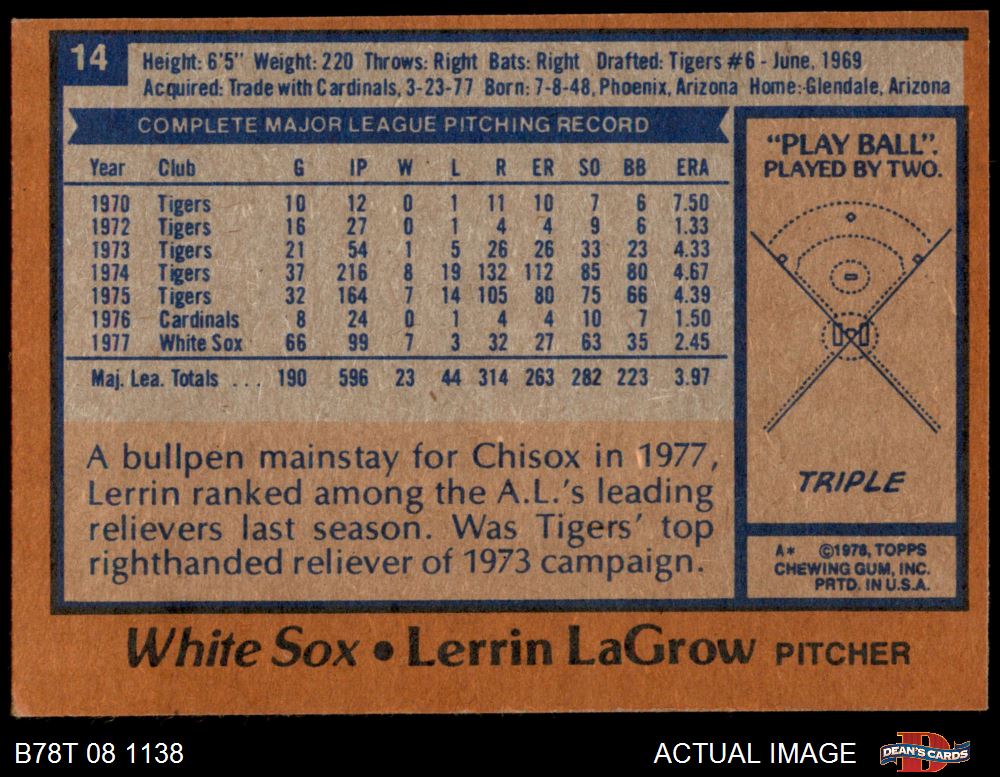 14
Height: 6'5" Weight: 220 Throws: Right Bats: Right Drafted: Tigers #6 - June, 1969
Acquired: Trade with Cardinals, 3-23-77 Born: 7-8-48, Phoenix, Arizona Home: Glendale, Arizona
COMPLETE MAJOR LEAGUE PITCHING RECORD
Year Club G IP W L R ER SO BB ERA
1970 Tigers 10 12 0 1 11 10 7 6 7.50
1972 Tigers 16 27 0 1 4 4 9 6 1.33
1973 Tigers 21 54 1 5 26 26 33 23 4.33
1974 Tigers 37 216 8 19 132 112 85 80 4.67
1975 Tigers 32 164 7 14 105 80 75 66 4.39
1976 Cardinals 8 24 0 1 4 4 10 7 1.50
1977 White Sox 66 99 7 3 32 27 63 35 2.45
Maj. Lea. Totals ... 190 596 23 44 314 263 282 223 3.97
A bullpen mainstay for Chisox in 1977,
Lerrin ranked among the A.L.'s leading
relievers last season. Was Tigers' top
righthanded reliever of 1973 campaign.
"PLAY BALL".
PLAYED BY TWO.
TRIPLE
A* ©1978, TOPPS
CHEWING GUM, INC.
PRTD. IN U.S.A.
White Sox • Lerrin LaGrow PITCHER
B78T 08 1138
ACTUAL IMAGE
DEAN'S CARDS